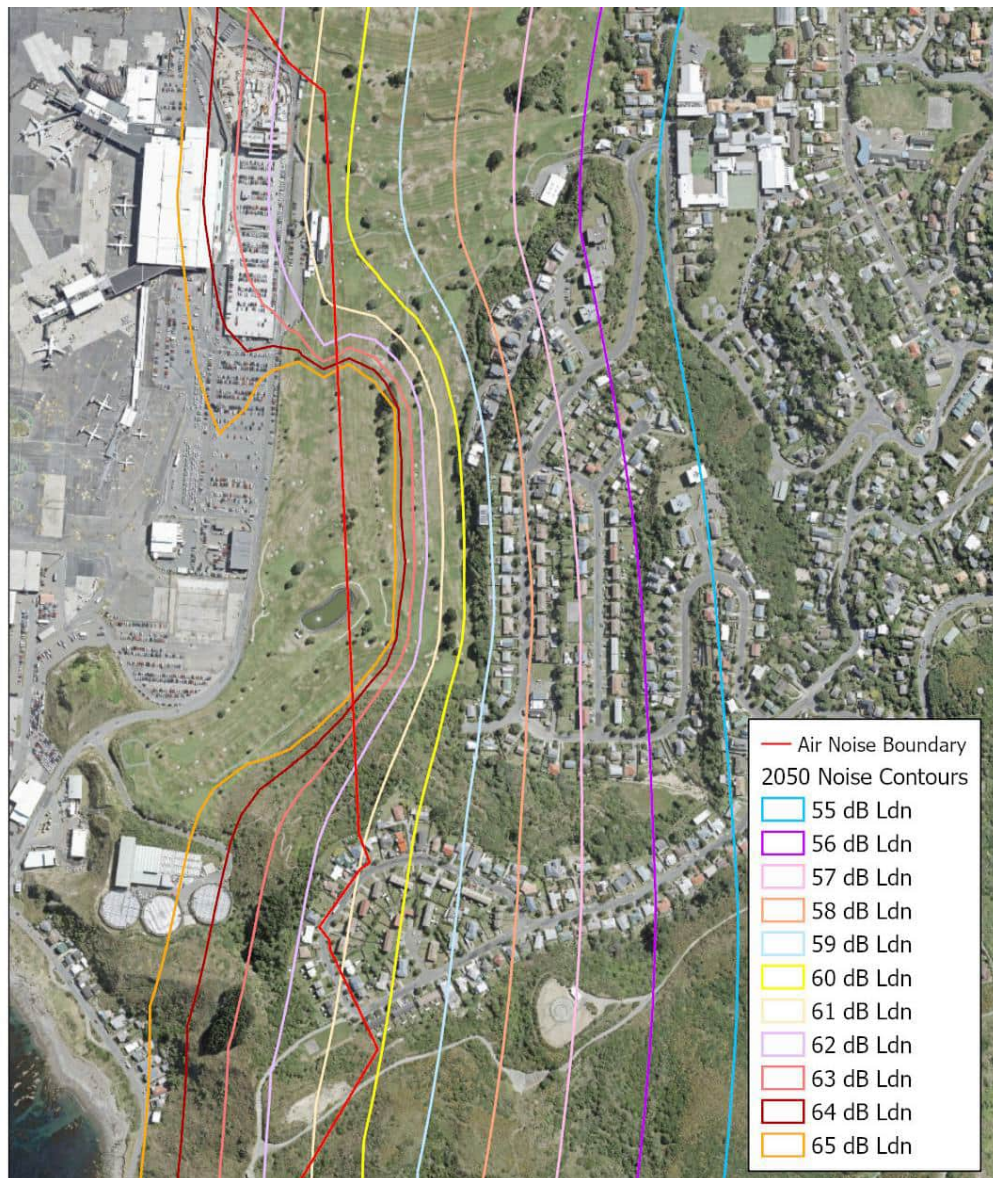 Air Noise Boundary
2050 Noise Contours
55 dB Ldn
56 dB Ldn
57 dB Ldn
58 dB Ldn
59 dB Ldn
60 dB Ldn
61 dB Ldn
62 dB Ldn
63 dB Ldn
64 dB Ldn
65 dB Ldn